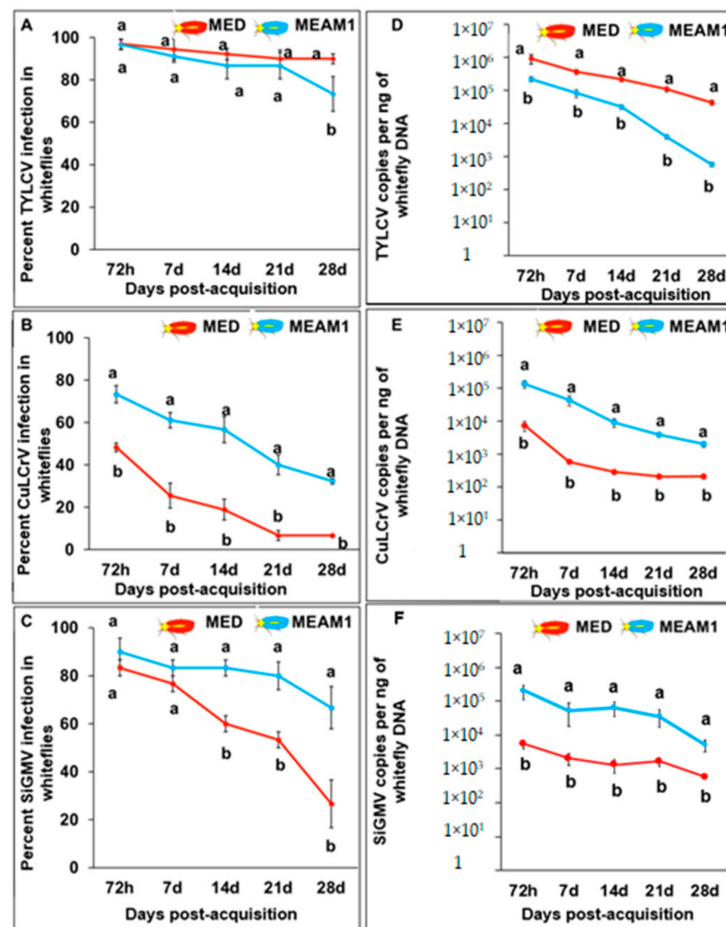 A
MED
MEAM1
Percent TYLCV infection in
whiteflies
100
80
60
40
20
0
a a a a a
a a a a b
72h 7d 14d 21d 28d
Days post-acquisition
D
MED
MEAM1
TYLCV copies per ng of
whitefly DNA
1×10⁷
1×10⁶
1×10⁵
1×10⁴
1×10³
1×10²
1×10¹
1
a a a a a
b b b b b
72h 7d 14d 21d 28d
Days post-acquisition
B
MED
MEAM1
Percent CuLCrV infection in
whiteflies
100
80
60
40
20
0
a a a a a
b b b b b
72h 7d 14d 21d 28d
Days post-acquisition
E
MED
MEAM1
CuLCrV copies per ng of
whitefly DNA
1×10⁷
1×10⁶
1×10⁵
1×10⁴
1×10³
1×10²
1×10¹
1
a a a a a
b b b b b
72h 7d 14d 21d 28d
Days post-acquisition
C
MED
MEAM1
Percent SiGMV infection in
whiteflies
100
80
60
40
20
0
a a a a a
a a b b b
72h 7d 14d 21d 28d
Days post-acquisition
F
MED
MEAM1
SiGMV copies per ng of
whitefly DNA
1×10⁷
1×10⁶
1×10⁵
1×10⁴
1×10³
1×10²
1×10¹
1
a a a a a
b b b b b
72h 7d 14d 21d 28d
Days post-acquisition